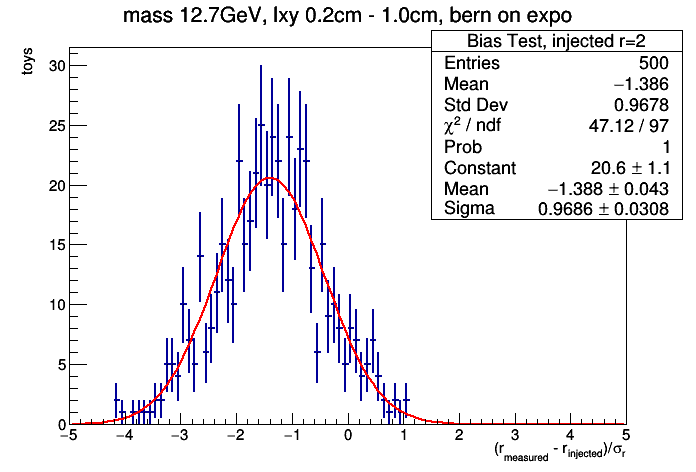 mass 12.7GeV, lxy 0.2cm - 1.0cm, bern on expo
Bias Test, injected r=2
Entries 500
Mean −1.386
Std Dev 0.9678
χ² / ndf 47.12 / 97
Prob 1
Constant 20.6 ± 1.1
Mean −1.388 ± 0.043
Sigma 0.9686 ± 0.0308
toys
30
25
20
15
10
5
0
−5 −4 −3 −2 −1 0 1 2 3 4 5
(r_measured - r_injected)/σ_r